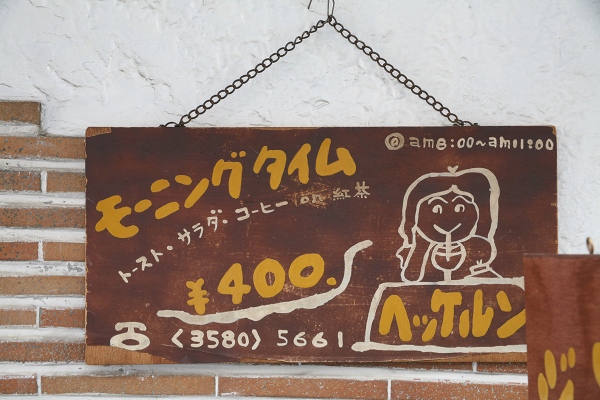 ◎am8:00~am11:00
モーニングタイム
トースト・サラダ・コーヒー on 紅茶
¥400.
ヘッケルン
☎〈3580〉5661